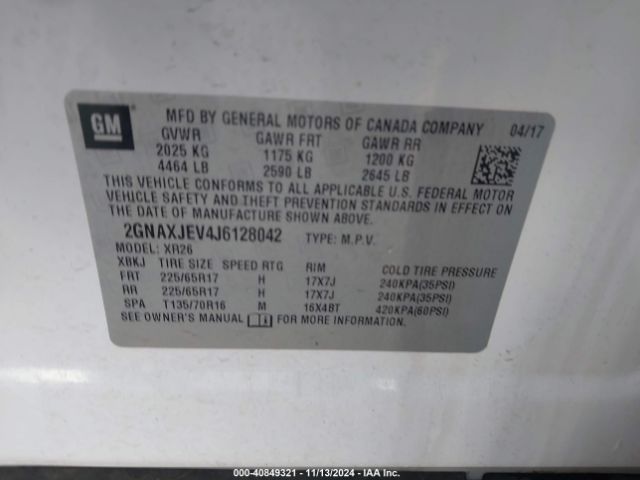 GM
MFD BY GENERAL MOTORS OF CANADA COMPANY 04/17
GVWR GAWR FRT GAWR RR
2025 KG 1175 KG 1200 KG
4464 LB 2590 LB 2645 LB
THIS VEHICLE CONFORMS TO ALL APPLICABLE U.S. FEDERAL MOTOR
VEHICLE SAFETY AND THEFT PREVENTION STANDARDS IN EFFECT ON
THE DATE OF MANUFACTURE SHOWN ABOVE.
2GNAXJEV4J6128042 TYPE: M.P.V.
MODEL: XR26
XBKJ TIRE SIZE SPEED RTG RIM COLD TIRE PRESSURE
FRT 225/65R17 H 17X7J 240KPA(35PSI)
RR 225/65R17 H 17X7J 240KPA(35PSI)
SPA T135/70R16 M 16X4BT 420KPA(60PSI)
SEE OWNER'S MANUAL FOR MORE INFORMATION.
000-40849321 - 11/13/2024 - IAA Inc.